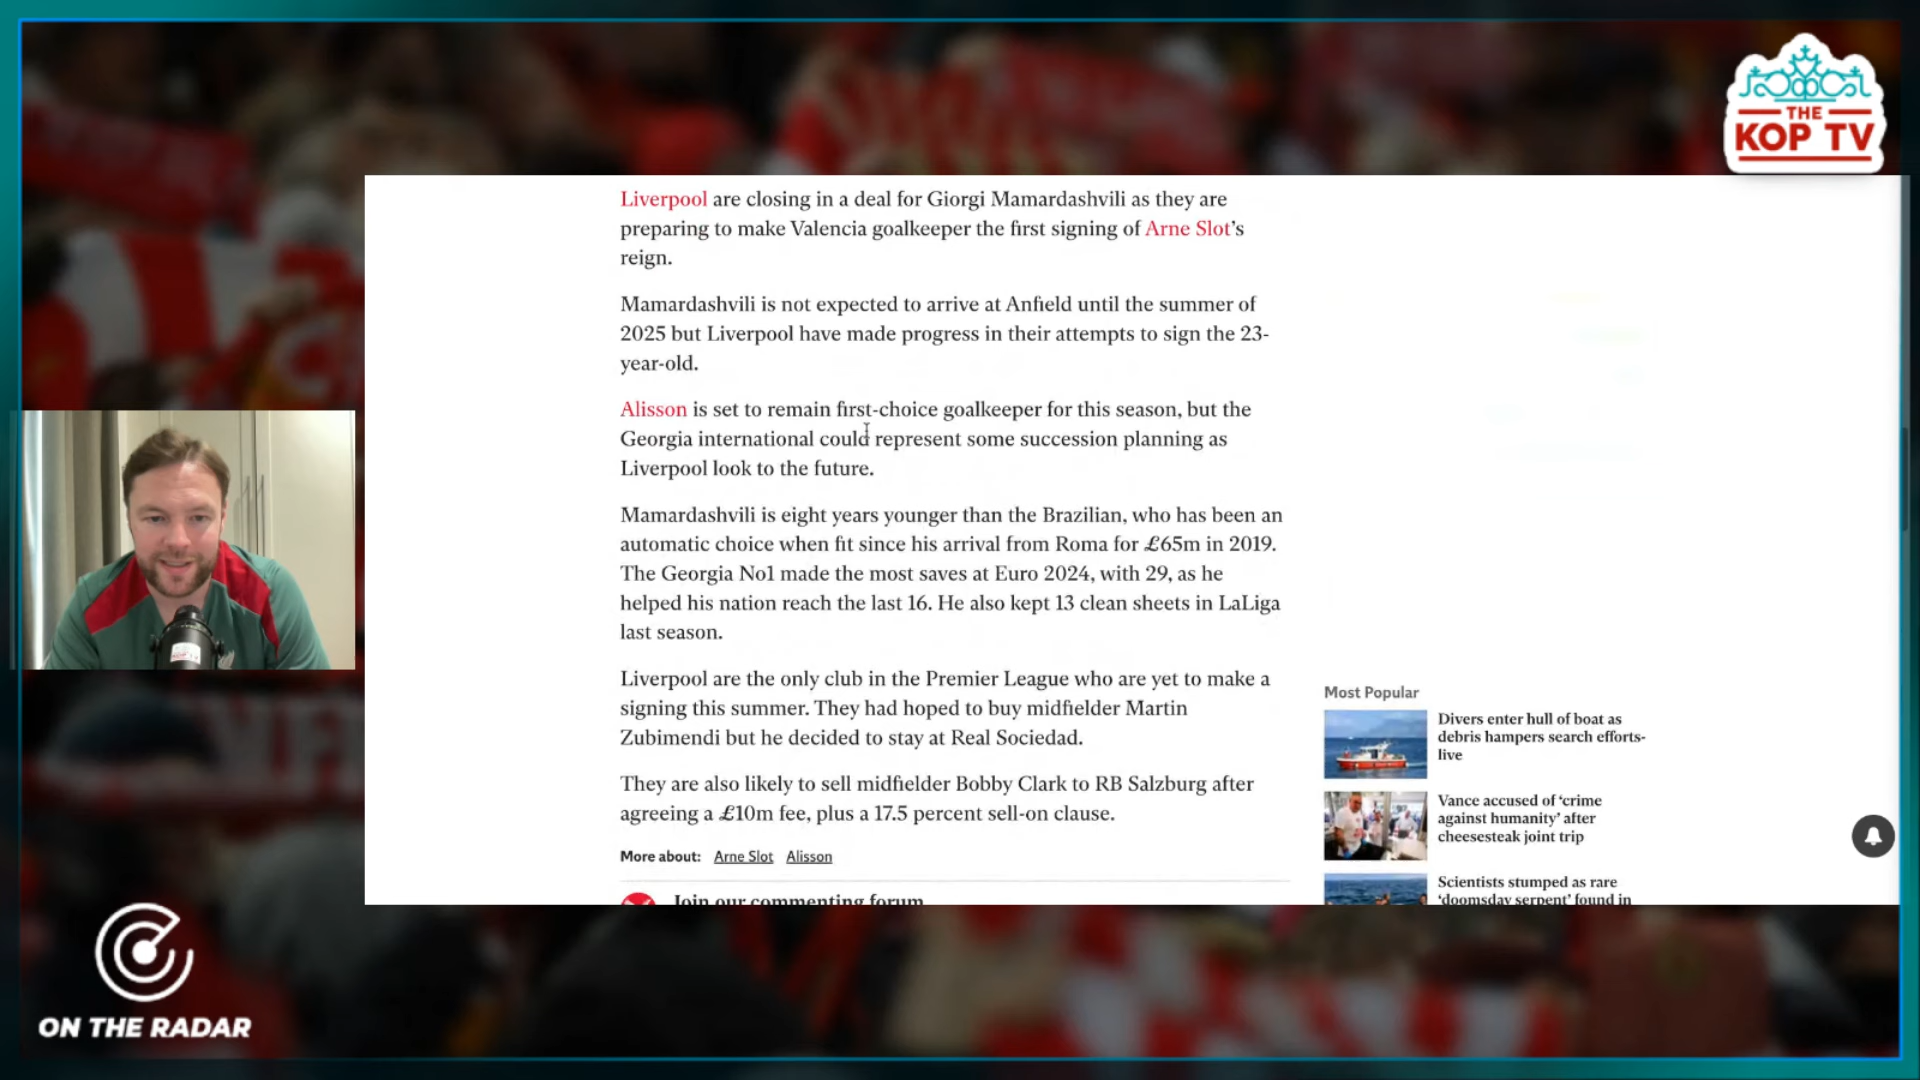 THE
KOP TV
Liverpool are closing in a deal for Giorgi Mamardashvili as they are
preparing to make Valencia goalkeeper the first signing of Arne Slot's
reign.
Mamardashvili is not expected to arrive at Anfield until the summer of
2025 but Liverpool have made progress in their attempts to sign the 23-
year-old.
Alisson is set to remain first-choice goalkeeper for this season, but the
Georgia international could represent some succession planning as
Liverpool look to the future.
Mamardashvili is eight years younger than the Brazilian, who has been an
automatic choice when fit since his arrival from Roma for £65m in 2019.
The Georgia No1 made the most saves at Euro 2024, with 29, as he
helped his nation reach the last 16. He also kept 13 clean sheets in LaLiga
last season.
Liverpool are the only club in the Premier League who are yet to make a
signing this summer. They had hoped to buy midfielder Martin
Zubimendi but he decided to stay at Real Sociedad.
They are also likely to sell midfielder Bobby Clark to RB Salzburg after
agreeing a £10m fee, plus a 17.5 percent sell-on clause.
More about: Arne Slot Alisson
Join our commenting forum
Most Popular
Divers enter hull of boat as
debris hampers search efforts-
live
Vance accused of ‘crime
against humanity’ after
cheesesteak joint trip
Scientists stumped as rare
‘doomsday serpent’ found in
ON THE RADAR